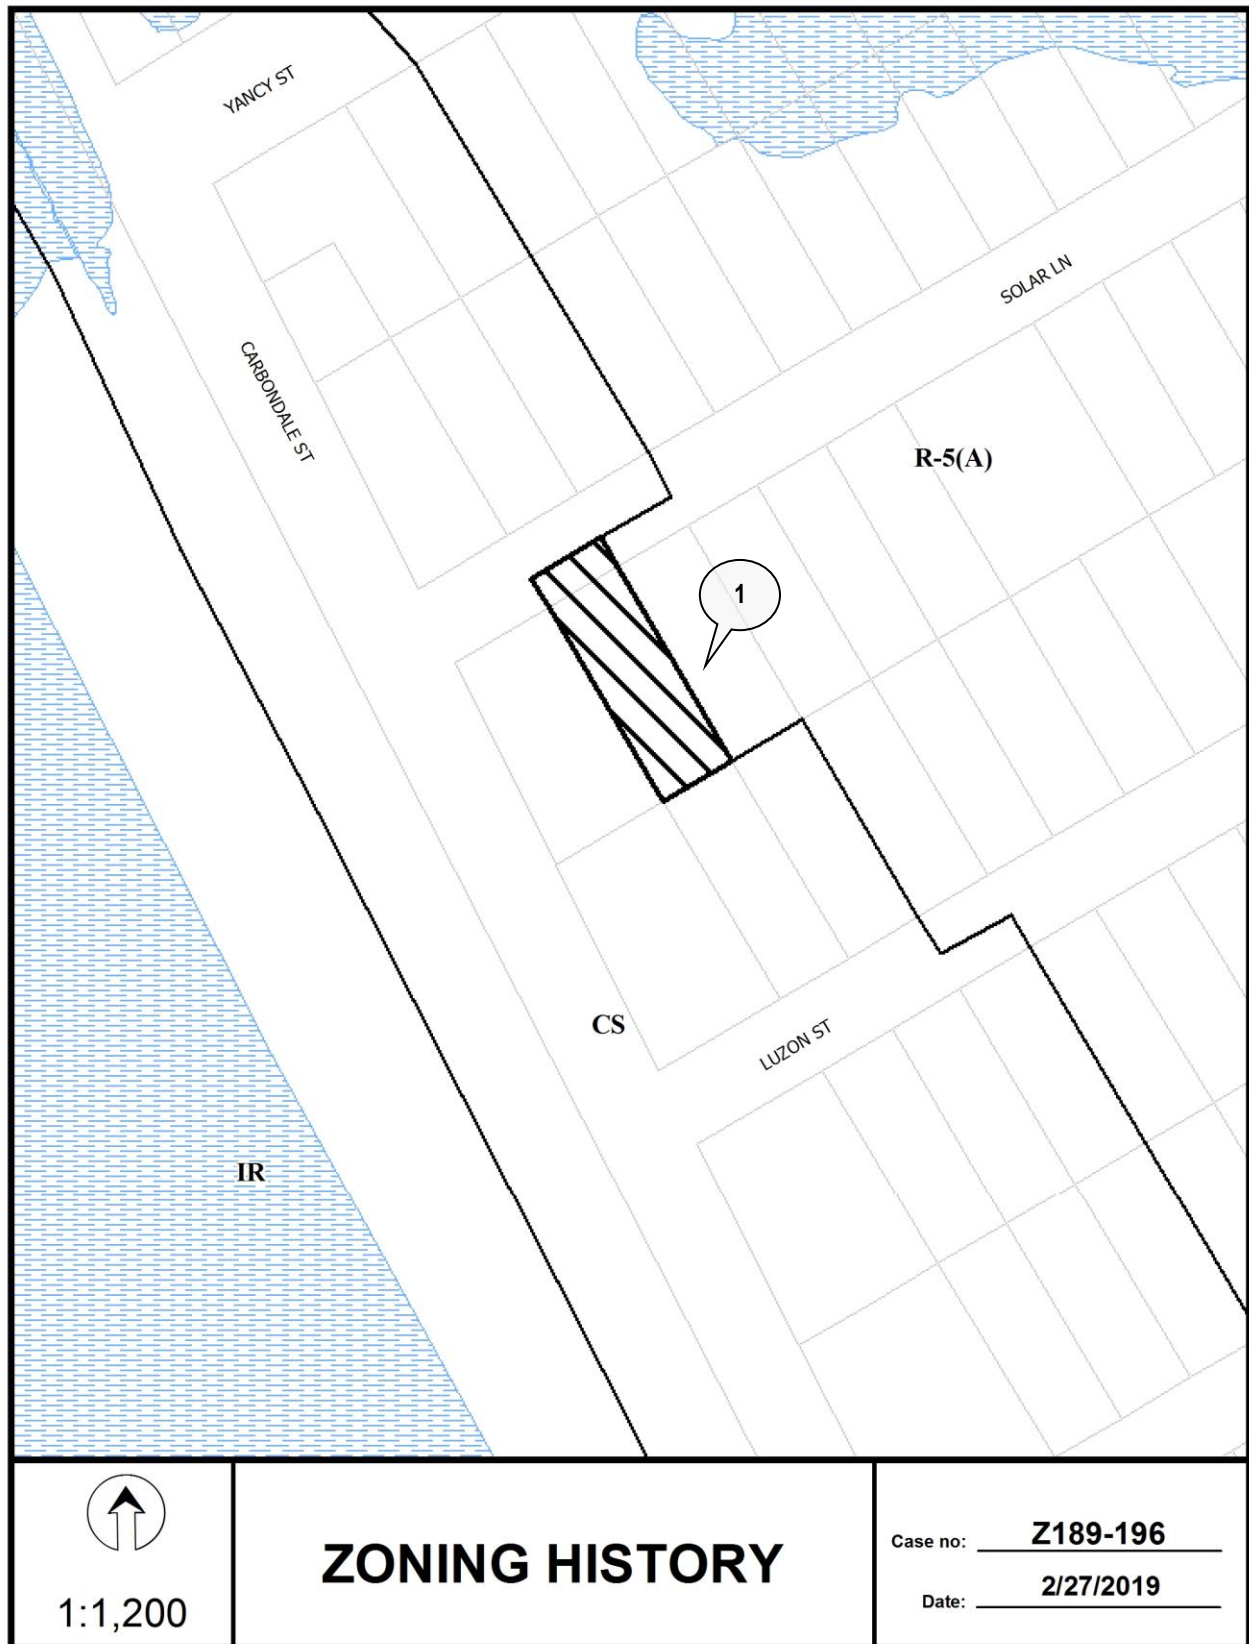 YANCY ST
SOLAR LN
CARBONDALE ST
R-5(A)
1
CS
LUZON ST
IR
1:1,200
ZONING HISTORY
Case no: Z189-196
Date: 2/27/2019